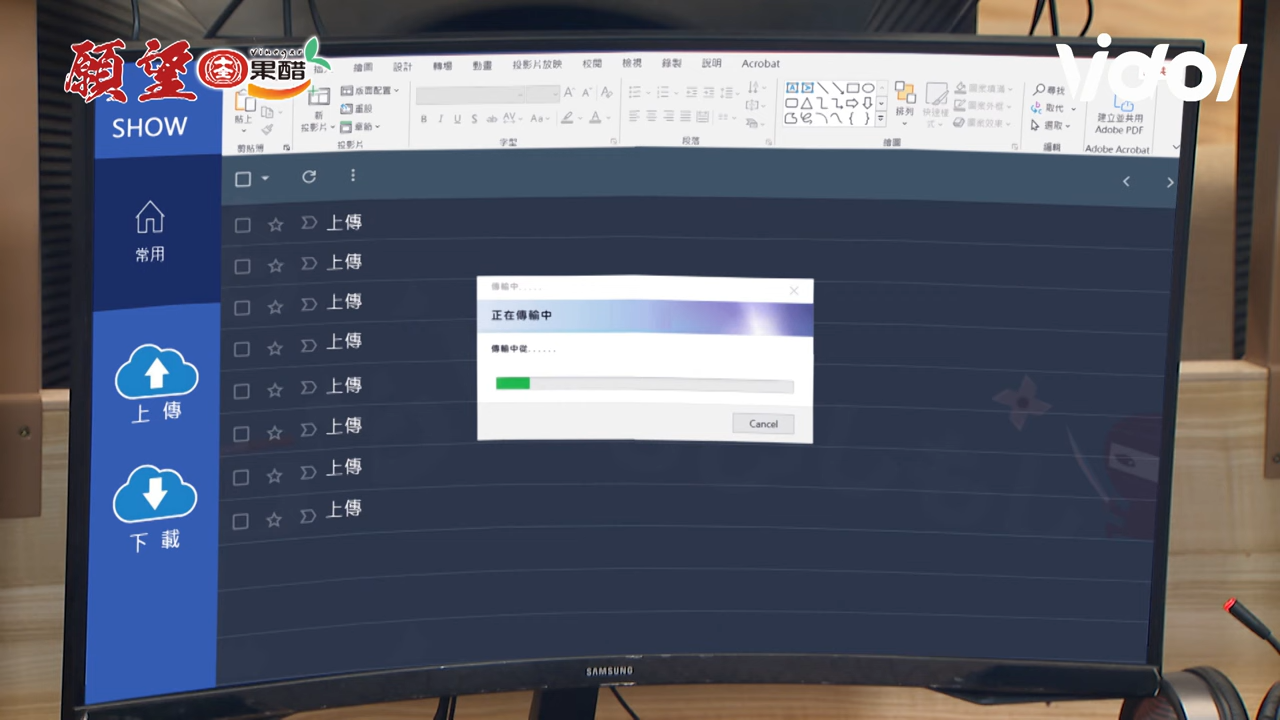 願望
Vinegar
果醋
Vidol
SHOW
常用
上傳
下載
插入 繪圖 設計 轉場 動畫 投影片放映 校閱 檢視 錄製 說明 Acrobat
貼上
剪貼簿
新
投影片
版面配置
重設
章節
投影片
B I U S ab AV Aa A
字型
段落
排列
快速樣
式
圖案填滿
圖案外框
圖案效果
繪圖
尋找
取代
選取
編輯
建立並共用
Adobe PDF
Adobe Acrobat
上傳
上傳
上傳
上傳
上傳
上傳
上傳
上傳
傳輸中.....
正在傳輸中
傳輸中從......
Cancel
SAMSUNG